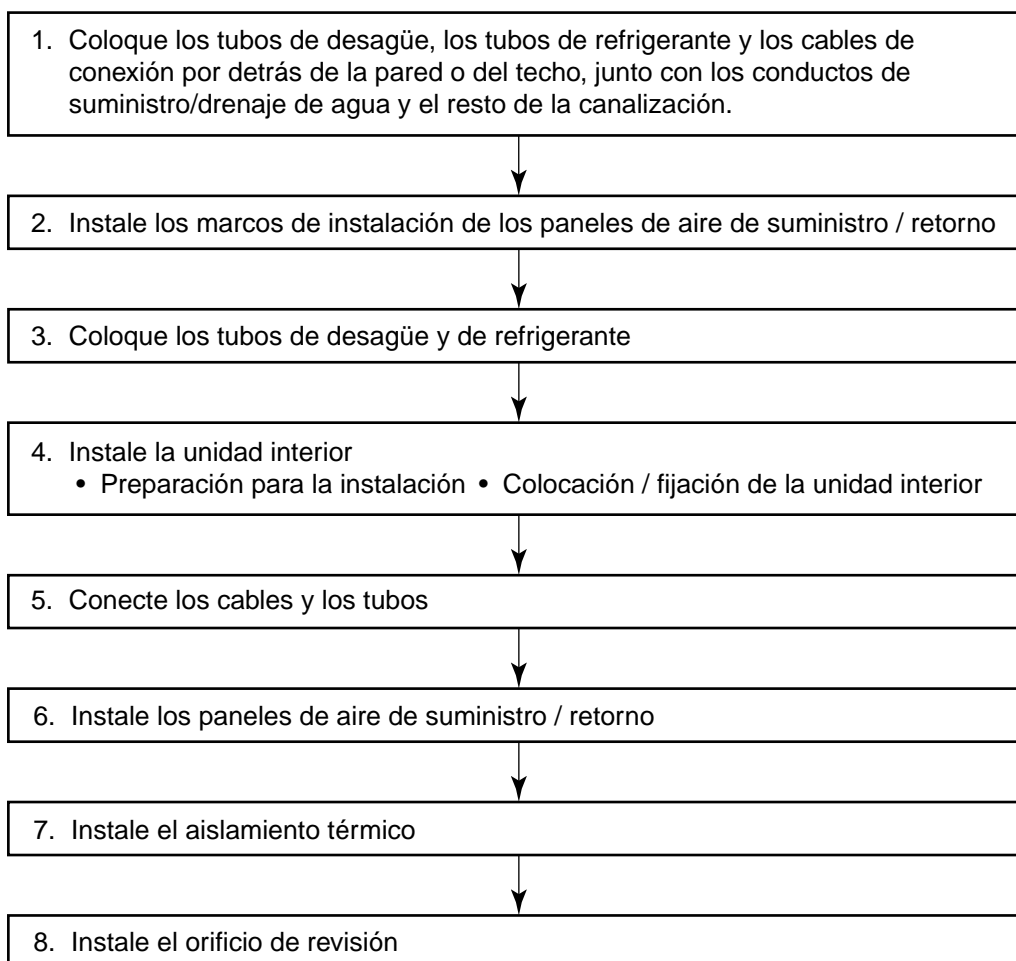 1. Coloque los tubos de desagüe, los tubos de refrigerante y los cables de
conexión por detrás de la pared o del techo, junto con los conductos de
suministro/drenaje de agua y el resto de la canalización.
2. Instale los marcos de instalación de los paneles de aire de suministro / retorno
3. Coloque los tubos de desagüe y de refrigerante
4. Instale la unidad interior
• Preparación para la instalación • Colocación / fijación de la unidad interior
5. Conecte los cables y los tubos
6. Instale los paneles de aire de suministro / retorno
7. Instale el aislamiento térmico
8. Instale el orificio de revisión